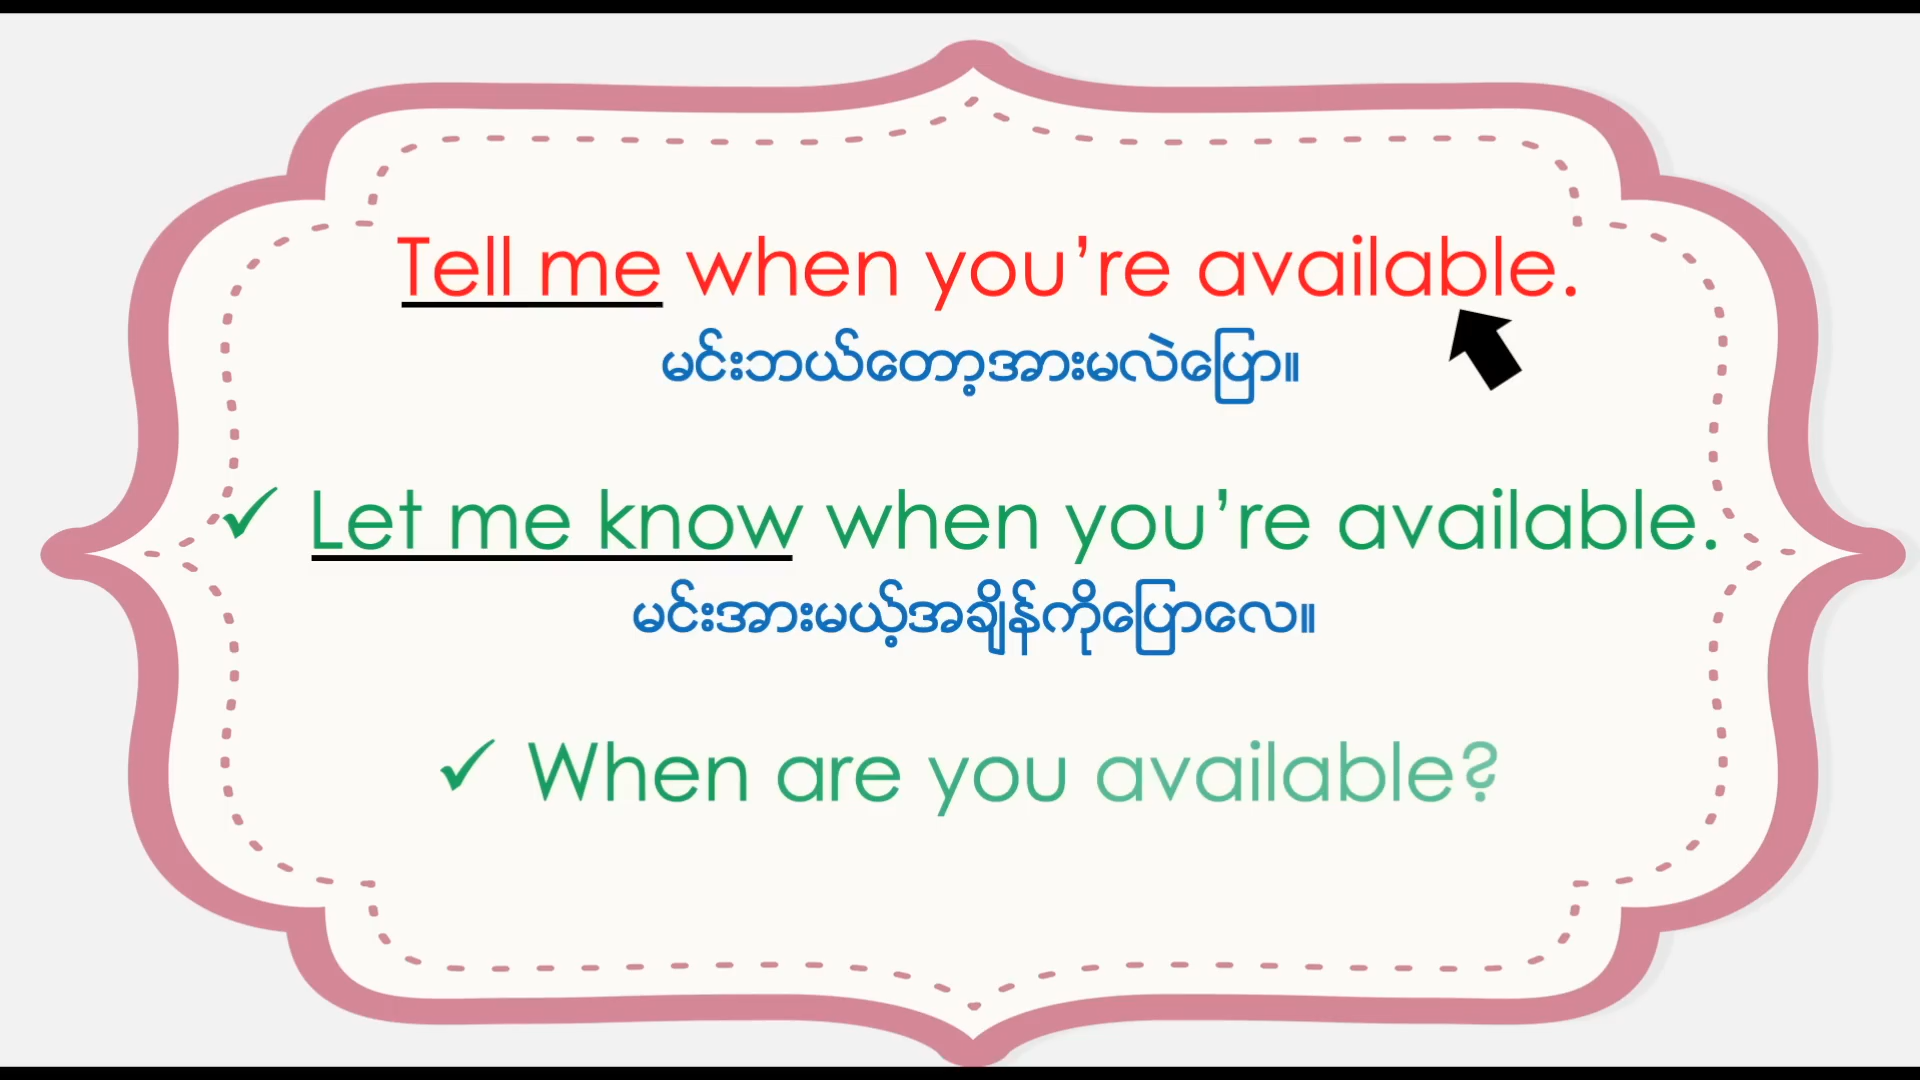 Tell me when you’re available.
မင်းဘယ်တော့အားမလဲပြော။
✓ Let me know when you’re available.
မင်းအားမယ့်အချိန်ကိုပြောလေ။
✓ When are you available?